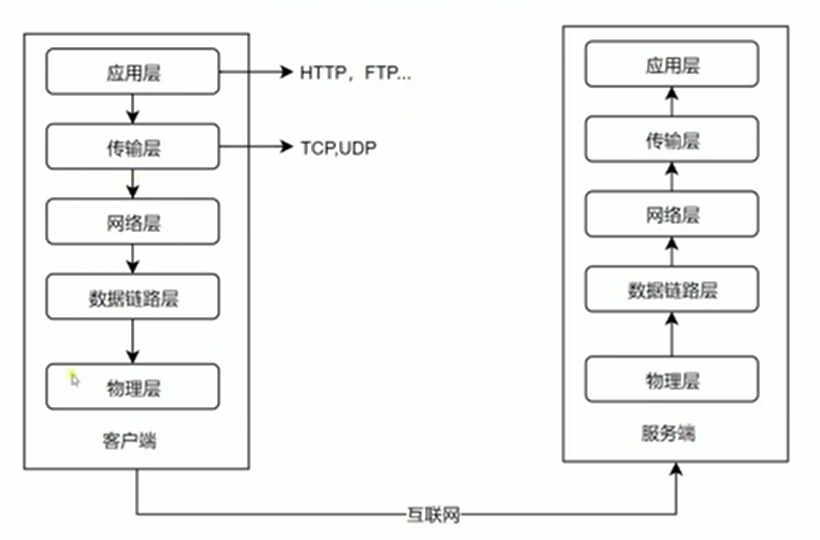 应用层
HTTP，FTP...
传输层
TCP,UDP
网络层
数据链路层
物理层
客户端
应用层
传输层
网络层
数据链路层
物理层
服务端
互联网